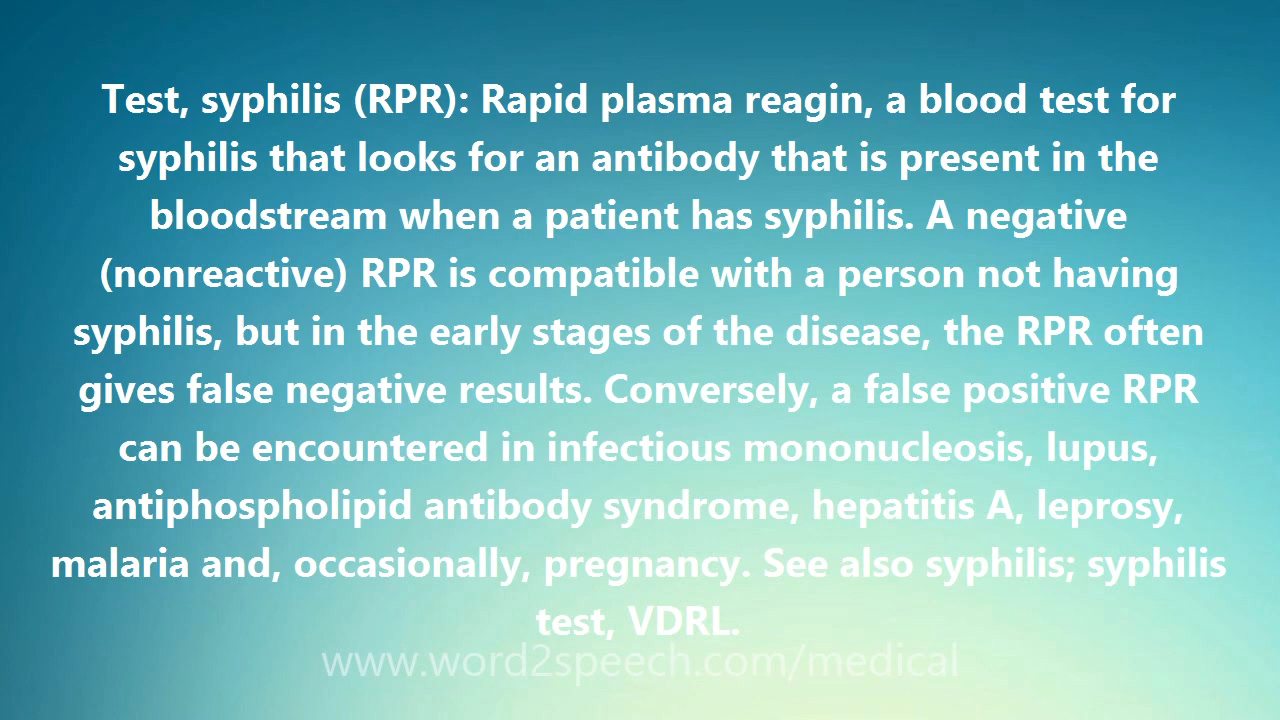 Test, syphilis (RPR): Rapid plasma reagin, a blood test for
syphilis that looks for an antibody that is present in the
bloodstream when a patient has syphilis. A negative
(nonreactive) RPR is compatible with a person not having
syphilis, but in the early stages of the disease, the RPR often
gives false negative results. Conversely, a false positive RPR
can be encountered in infectious mononucleosis, lupus,
antiphospholipid antibody syndrome, hepatitis A, leprosy,
malaria and, occasionally, pregnancy. See also syphilis; syphilis
test, VDRL.
www.word2speech.com/medical